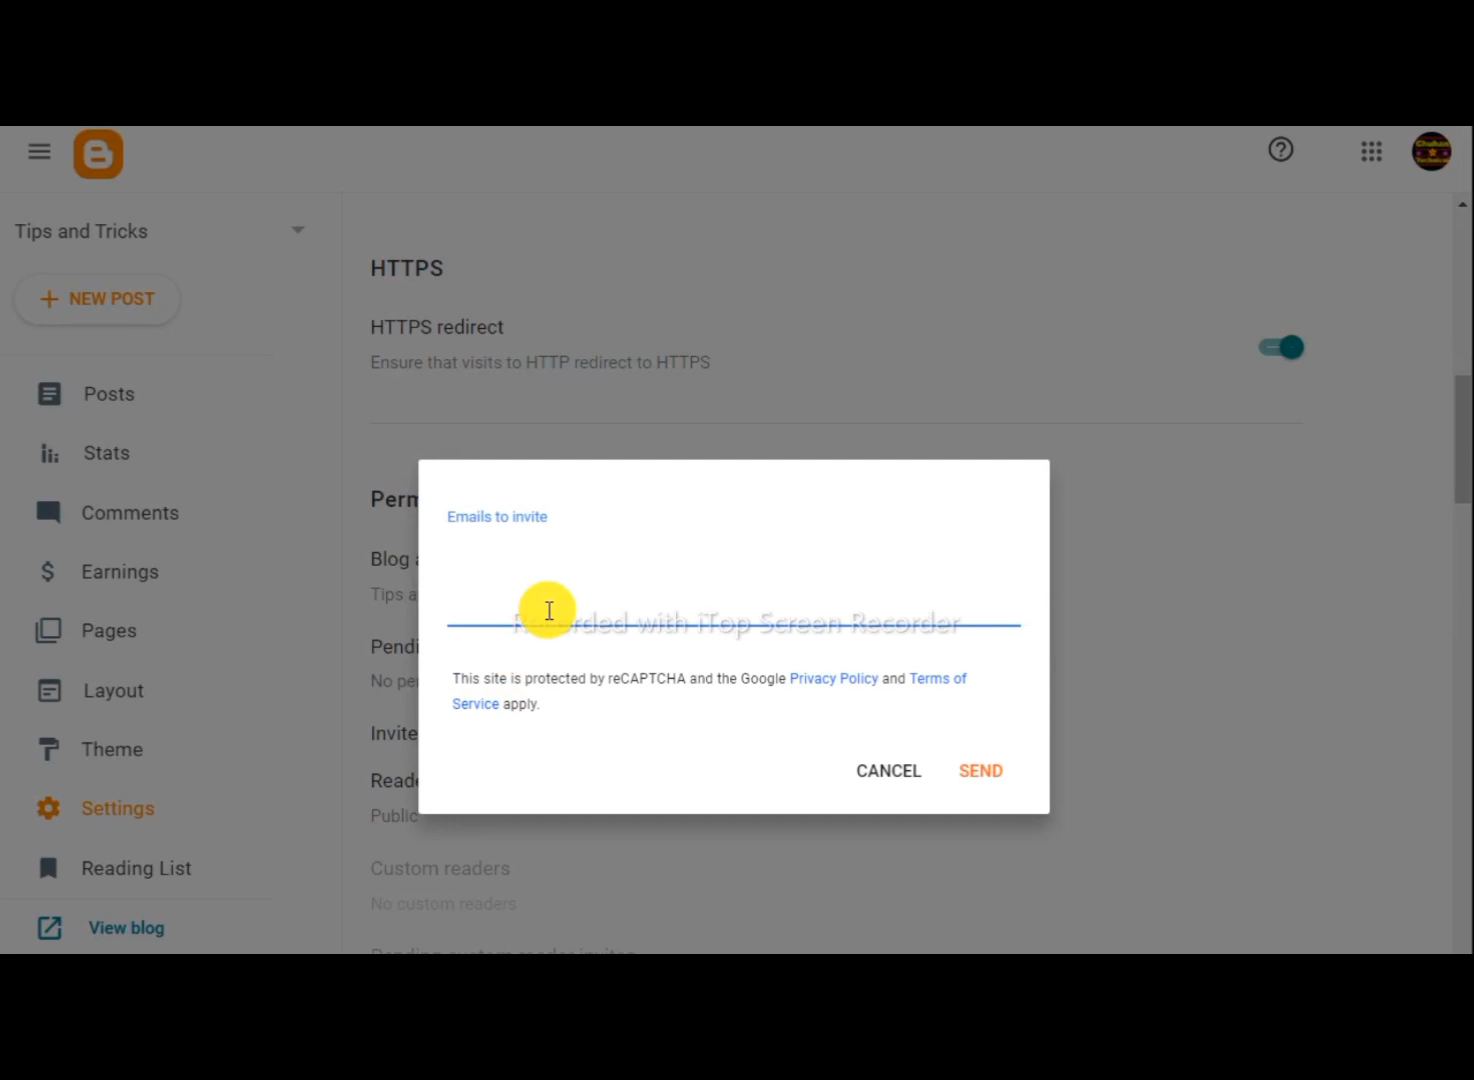 Tips and Tricks
NEW POST
Posts
Stats
Comments
Earnings
Pages
Layout
Theme
Settings
Reading List
View blog
HTTPS
HTTPS redirect
Ensure that visits to HTTP redirect to HTTPS
Perm
Blog
Tips a
Pendi
No pe
Invite
Reade
Public
Custom readers
No custom readers
Emails to invite
Recorded with iTop Screen Recorder
This site is protected by reCAPTCHA and the Google Privacy Policy and Terms of
Service apply.
CANCEL
SEND